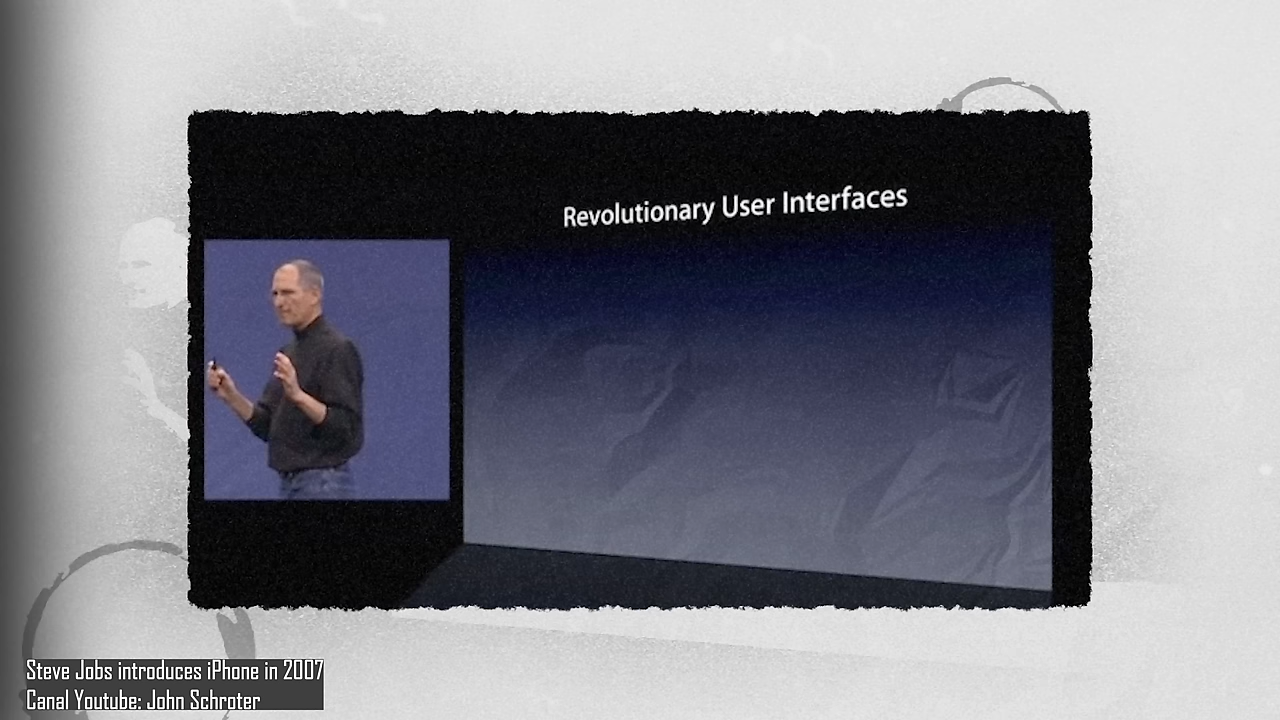 Revolutionary User Interfaces
Steve Jobs introduces iPhone in 2007
Canal Youtube: John Schroter